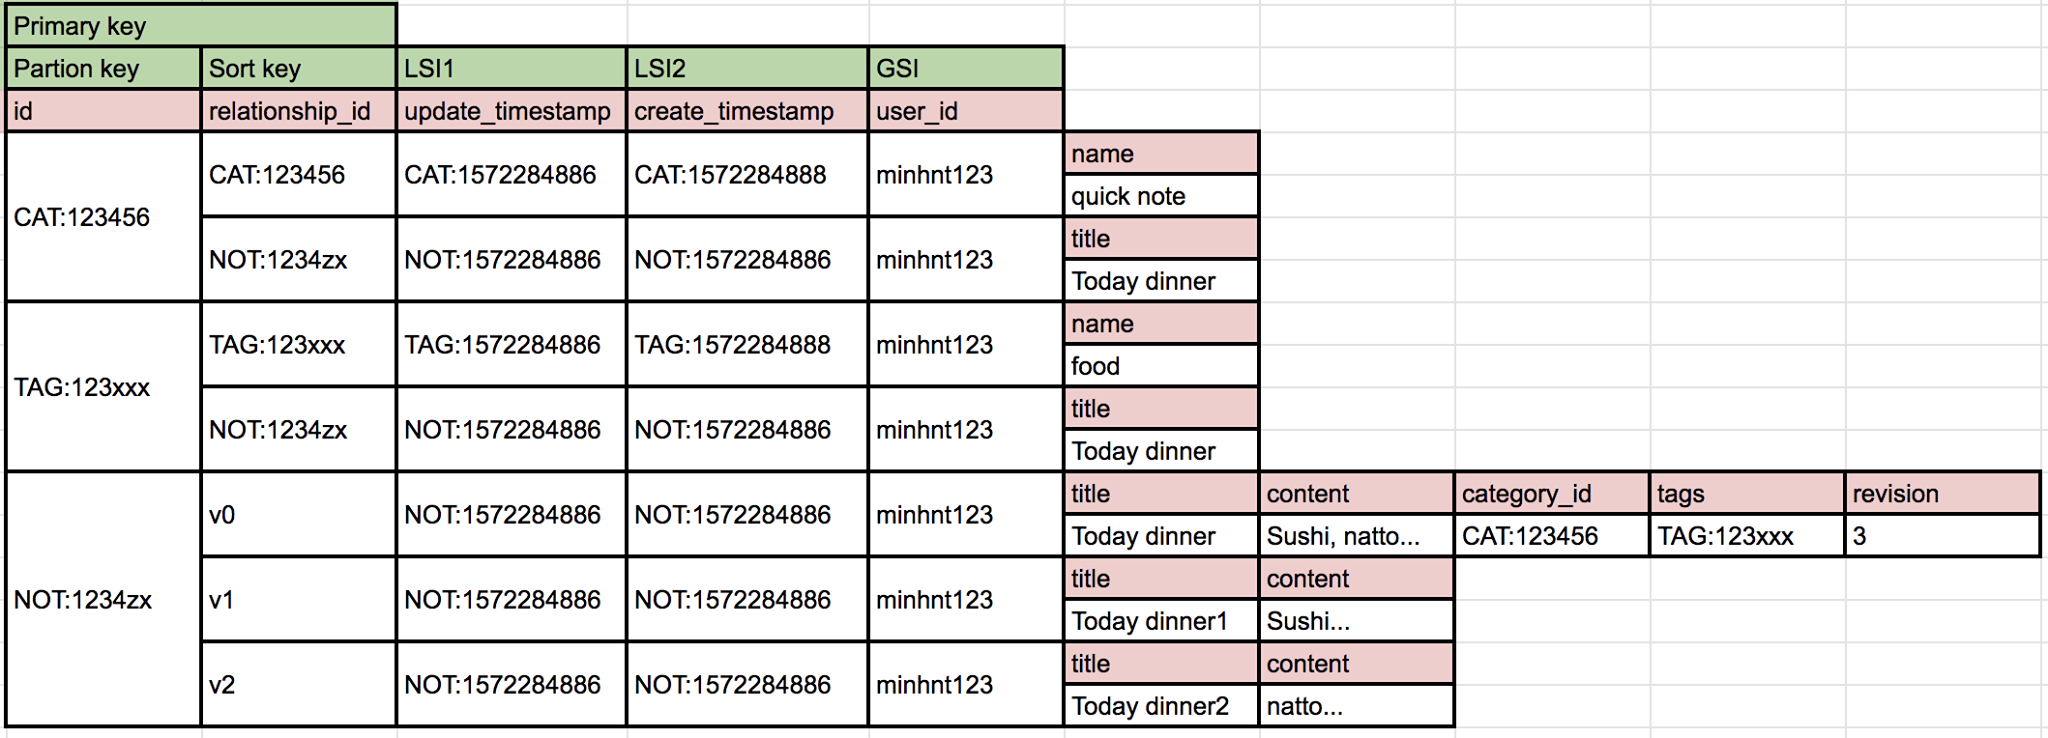 Primary key
Partion key Sort key LSI1 LSI2 GSI
id relationship_id update_timestamp create_timestamp user_id
CAT:123456 CAT:123456 CAT:1572284886 CAT:1572284888 minhnt123 name
quick note
NOT:1234zx NOT:1572284886 NOT:1572284886 minhnt123 title
Today dinner
TAG:123xxx TAG:123xxx TAG:1572284886 TAG:1572284888 minhnt123 name
food
NOT:1234zx NOT:1572284886 NOT:1572284886 minhnt123 title
Today dinner
NOT:1234zx v0 NOT:1572284886 NOT:1572284886 minhnt123 title content category_id tags revision
Today dinner Sushi, natto... CAT:123456 TAG:123xxx 3
v1 NOT:1572284886 NOT:1572284886 minhnt123 title content
Today dinner1 Sushi...
v2 NOT:1572284886 NOT:1572284886 minhnt123 title content
Today dinner2 natto...